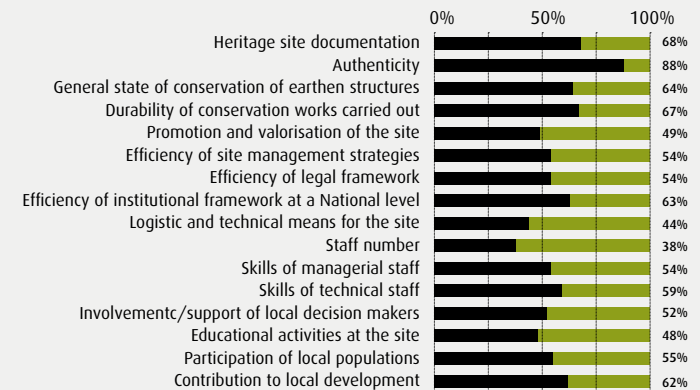 0% 50% 100%
Heritage site documentation 68%
Authenticity 88%
General state of conservation of earthen structures 64%
Durability of conservation works carried out 67%
Promotion and valorisation of the site 49%
Efficiency of site management strategies 54%
Efficiency of legal framework 54%
Efficiency of institutional framework at a National level 63%
Logistic and technical means for the site 44%
Staff number 38%
Skills of managerial staff 54%
Skills of technical staff 59%
Involvementc/support of local decision makers 52%
Educational activities at the site 48%
Participation of local populations 55%
Contribution to local development 62%